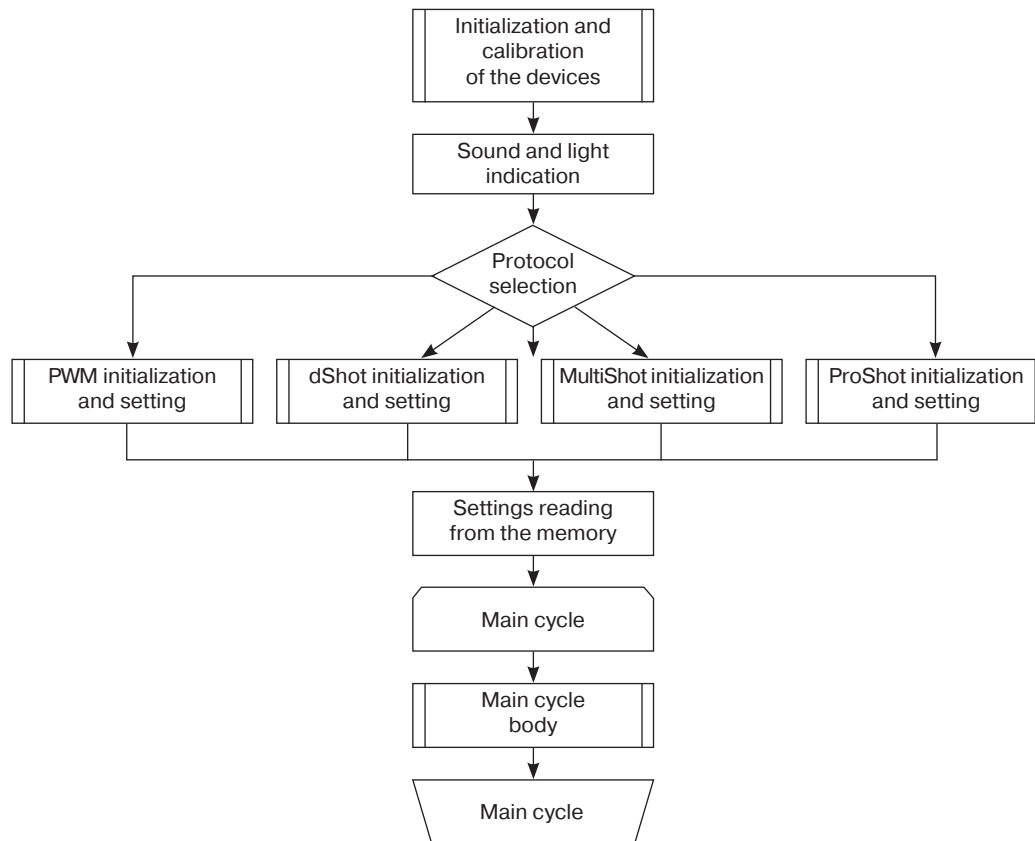 Initialization and
calibration
of the devices
Sound and light
indication
Protocol
selection
PWM initialization
and setting
dShot initialization
and setting
MultiShot initialization
and setting
ProShot initialization
and setting
Settings reading
from the memory
Main cycle
Main cycle
body
Main cycle